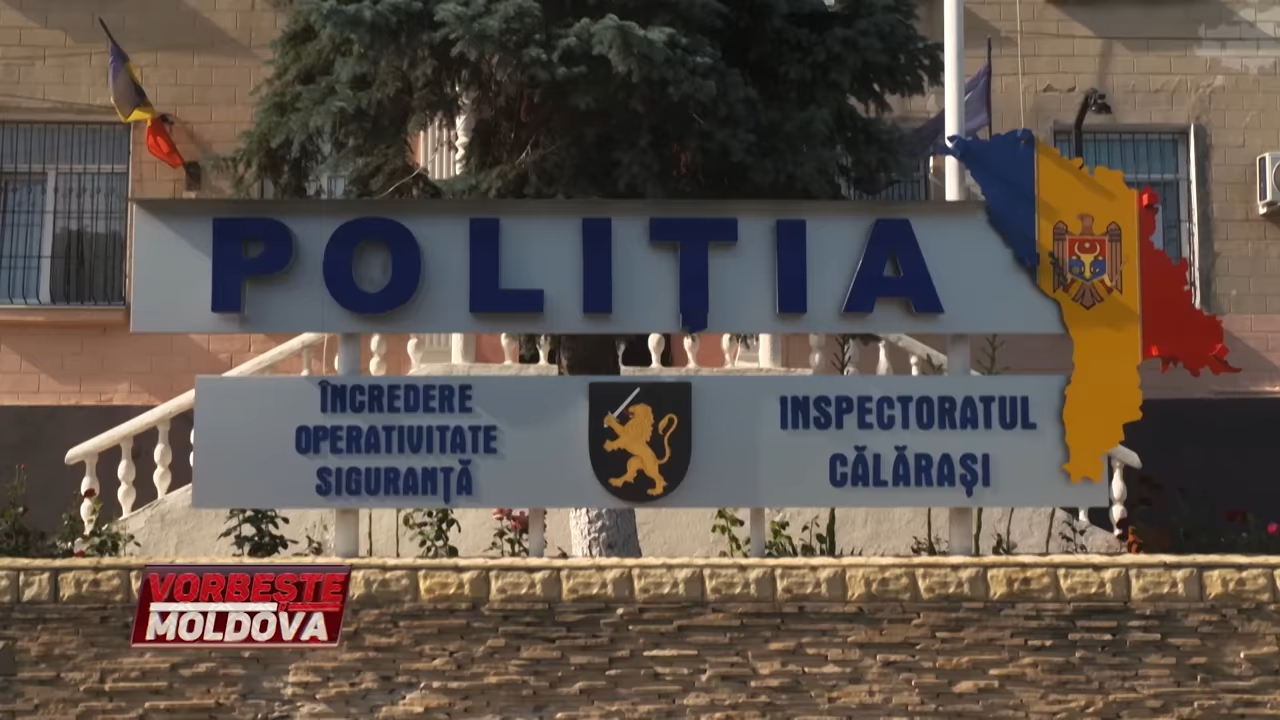 POLIȚIA
ÎNCREDERE
OPERATIVITATE
SIGURANȚĂ
INSPECTORATUL
CĂLĂRAȘI
VORBEȘTE
MOLDOVA